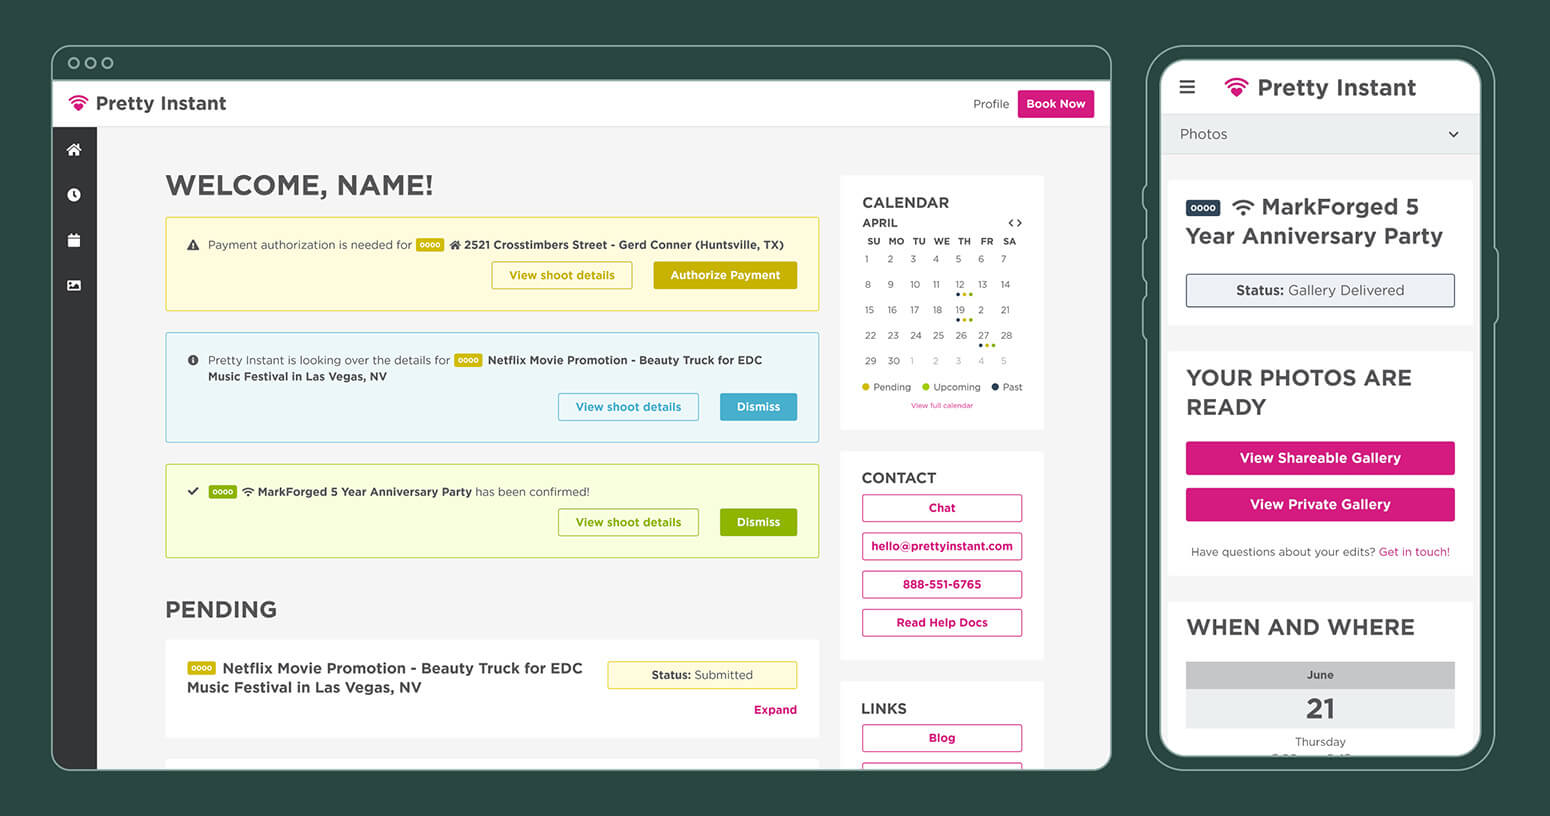 Pretty Instant
Profile
Book Now
WELCOME, NAME!
Payment authorization is needed for 0000 2521 Crosstimbers Street - Gerd Conner (Huntsville, TX)
View shoot details
Authorize Payment
Pretty Instant is looking over the details for 0000 Netflix Movie Promotion - Beauty Truck for EDC
Music Festival in Las Vegas, NV
View shoot details
Dismiss
0000 MarkForged 5 Year Anniversary Party has been confirmed!
View shoot details
Dismiss
PENDING
0000 Netflix Movie Promotion - Beauty Truck for EDC
Music Festival in Las Vegas, NV
Status: Submitted
Expand
CALENDAR
APRIL
SU MO TU WE TH FR SA
1 2 3 4 5 6 7
8 9 10 11 12 13 14
15 16 17 18 19 2 21
22 23 24 25 26 27 28
29 30 1 2 3 4 5
Pending Upcoming Past
View full calendar
CONTACT
Chat
hello@prettyinstant.com
888-551-6765
Read Help Docs
LINKS
Blog
Pretty Instant
Photos
0000 MarkForged 5
Year Anniversary Party
Status: Gallery Delivered
YOUR PHOTOS ARE
READY
View Shareable Gallery
View Private Gallery
Have questions about your edits? Get in touch!
WHEN AND WHERE
June
21
Thursday